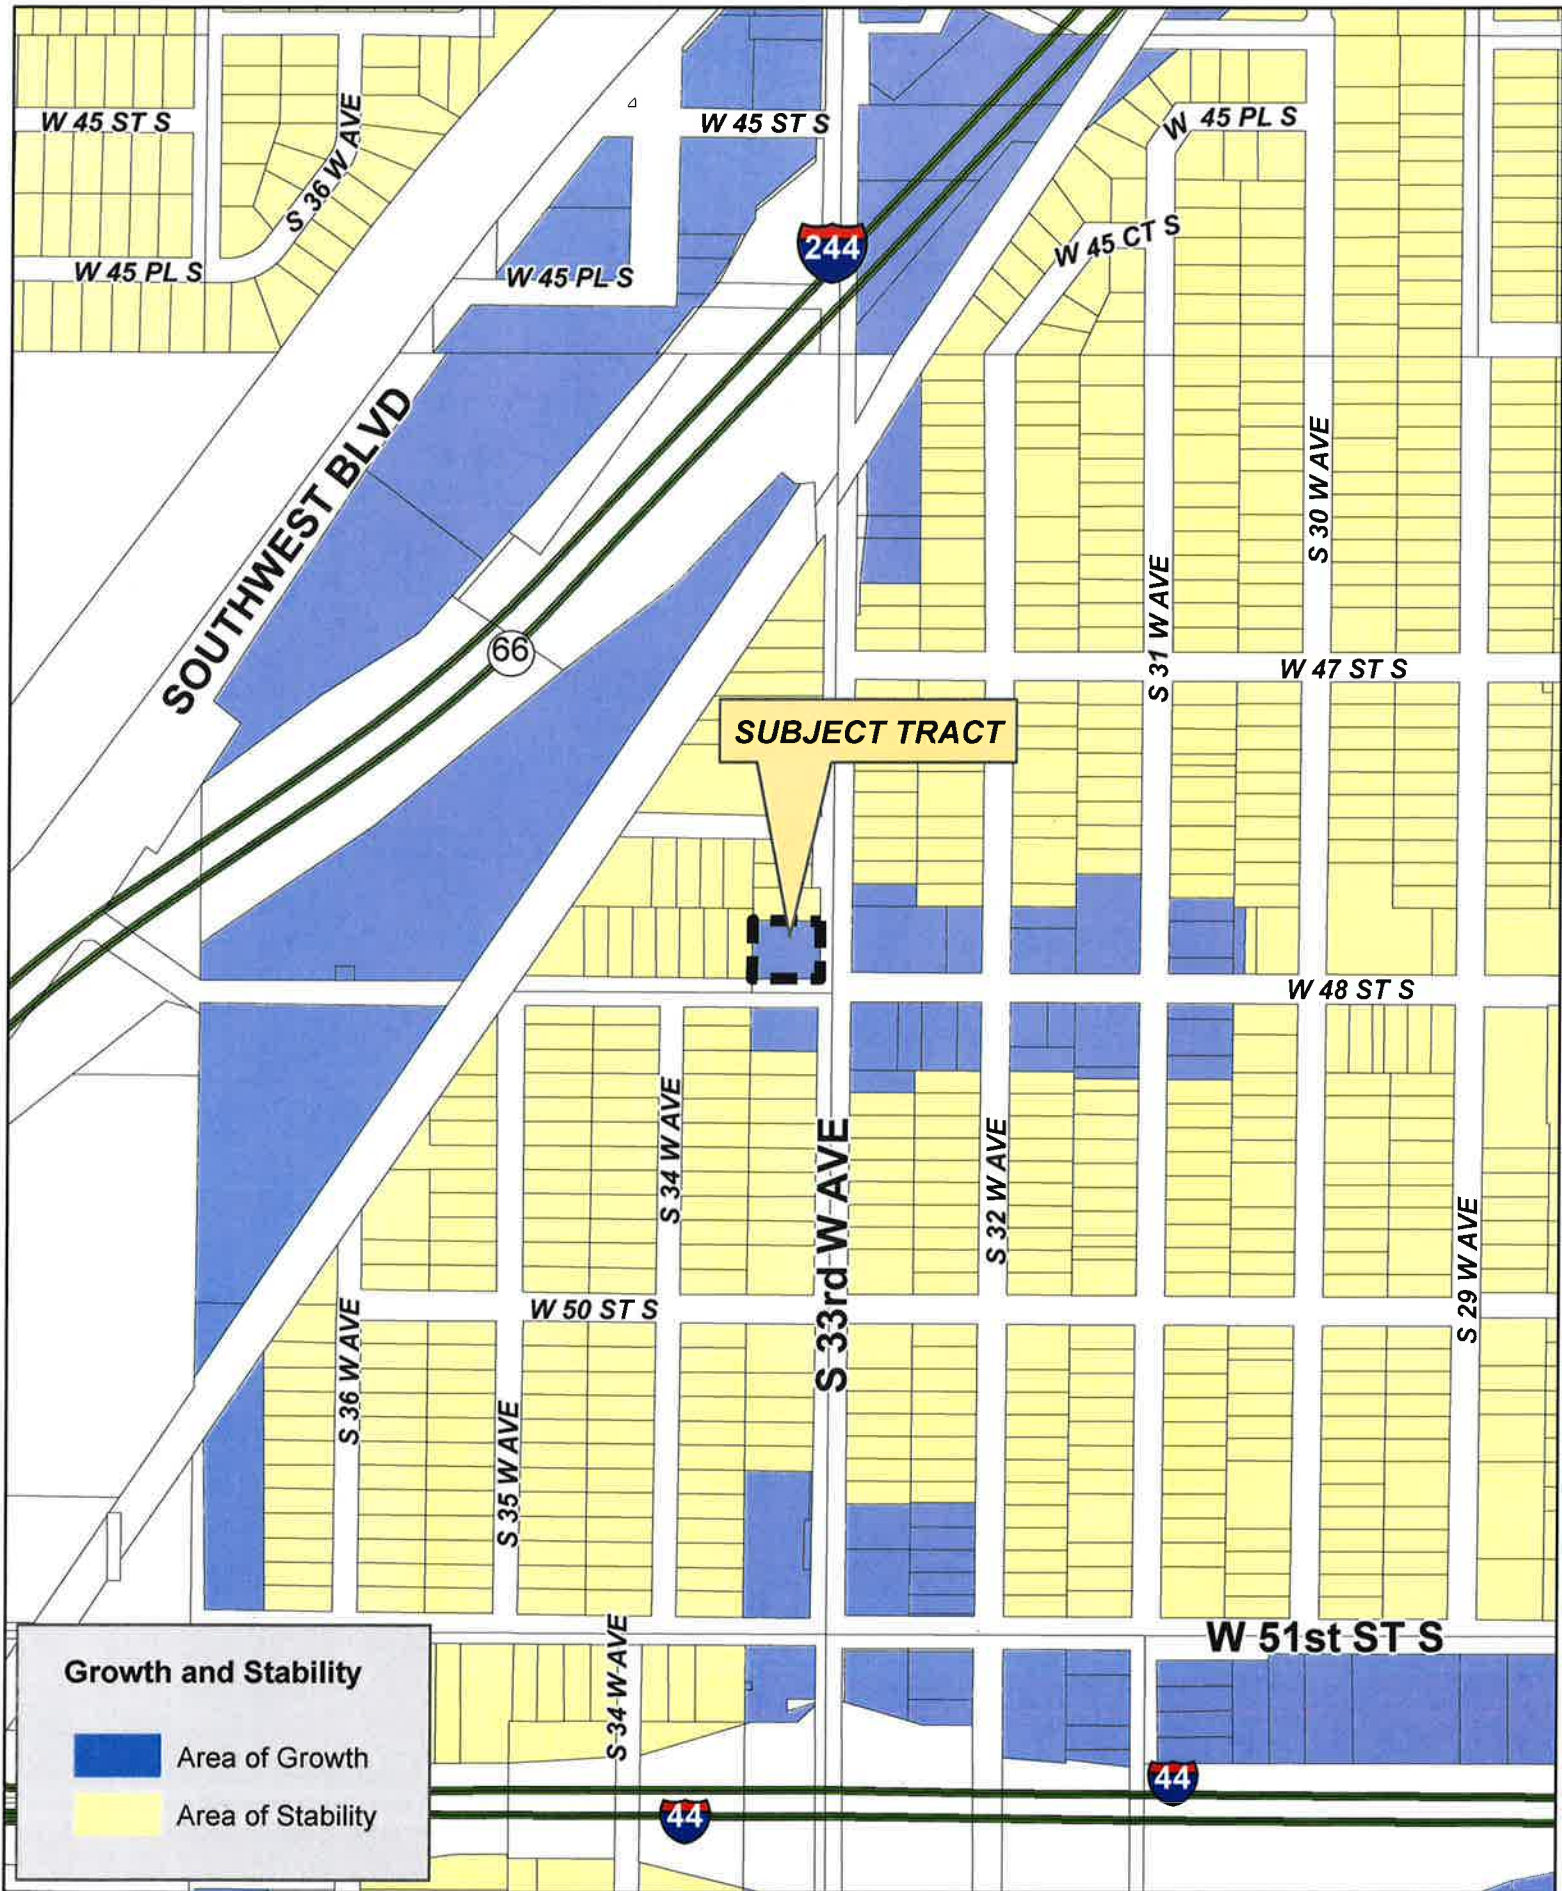 W 45 ST S
S 36 W AVE
W 45 ST S
W 45 PL S
W 45 PL S
W 45 PL S
W 45 CT S
244
SOUTHWEST BLVD
S 30 W AVE
S 31 W AVE
66
W 47 ST S
SUBJECT TRACT
W 48 ST S
S 34 W AVE
S 33rd W AVE
S 32 W AVE
S 29 W AVE
W 50 ST S
S 36 W AVE
S 35 W AVE
W 51st ST S
S 34 W AVE
Growth and Stability
Area of Growth
Area of Stability
44
44